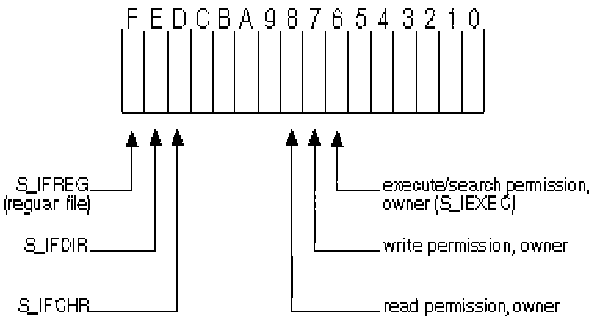 F E D C B A 9 8 7 6 5 4 3 2 1 0
S_IFREG
(reguar file)
execute/search permission,
owner (S_IEXEC)
S_IFDIR
write permission, owner
S_IFCHR
read permission, owner